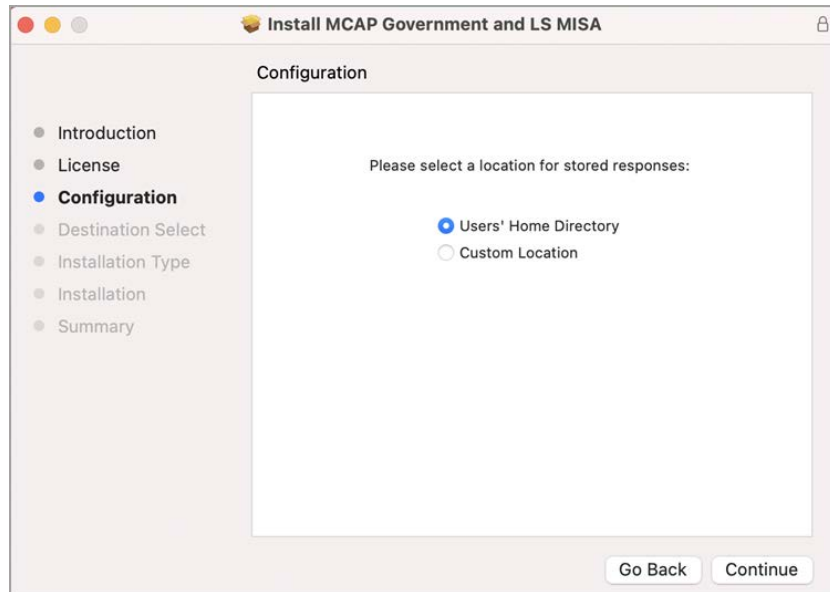 Install MCAP Government and LS MISA
Configuration
Introduction
License
Configuration
Destination Select
Installation Type
Installation
Summary
Please select a location for stored responses:
Users' Home Directory
Custom Location
Go Back
Continue